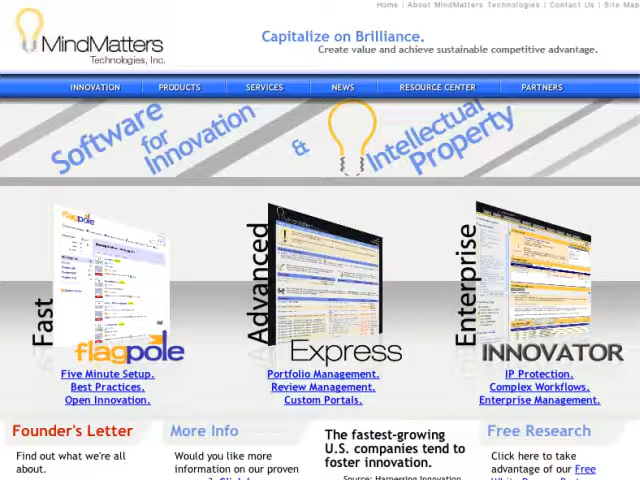 Home | About MindMatters Technologies | Contact Us | Site Map
MindMatters
Technologies, Inc.
Capitalize on Brilliance.
Create value and achieve sustainable competitive advantage.
INNOVATION PRODUCTS SERVICES NEWS RESOURCE CENTER PARTNERS
Software
for
Innovation
&
Intellectual
Property
Fast
flagpole
flagpole
Five Minute Setup.
Best Practices.
Open Innovation.
Advanced
MindMatters
Express
Portfolio Management.
Review Management.
Custom Portals.
Enterprise
INNOVATOR
IP Protection.
Complex Workflows.
Enterprise Management.
Founder's Letter
Find out what we're all
about.
More Info
Would you like more
information on our proven
The fastest-growing
U.S. companies tend to
foster innovation.
Source: Harnessing Innovation
Free Research
Click here to take
advantage of our Free